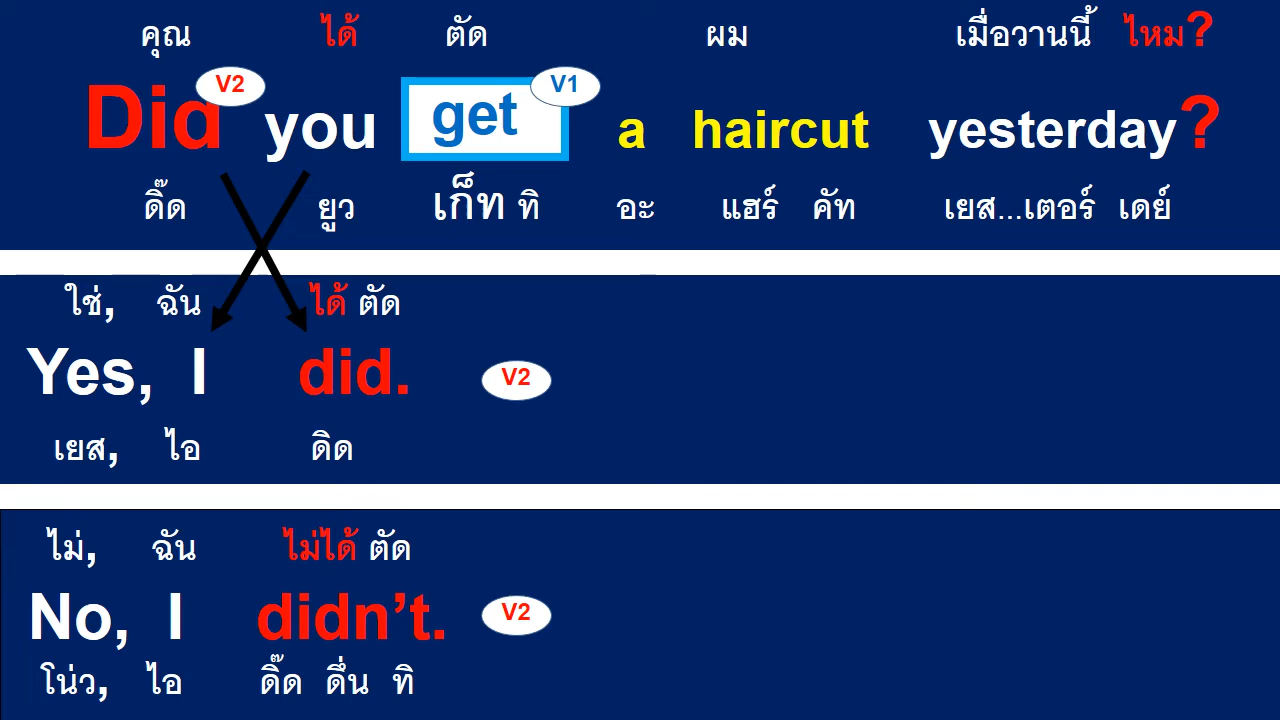 คุณ ได้ ตัด ผม เมื่อวานนี้ ไหม?
Did V2 you get V1 a haircut yesterday?
ดิ๊ด ยูว เก็ท ทิ อะ แฮร์ คัท เยส...เตอร์ เดย์
ใช่, ฉัน ได้ ตัด
Yes, I did. V2
เยส, ไอ ดิด
ไม่, ฉัน ไม่ได้ ตัด
No, I didn’t. V2
โน่ว, ไอ ดิ๊ด ดึ่น ทิ